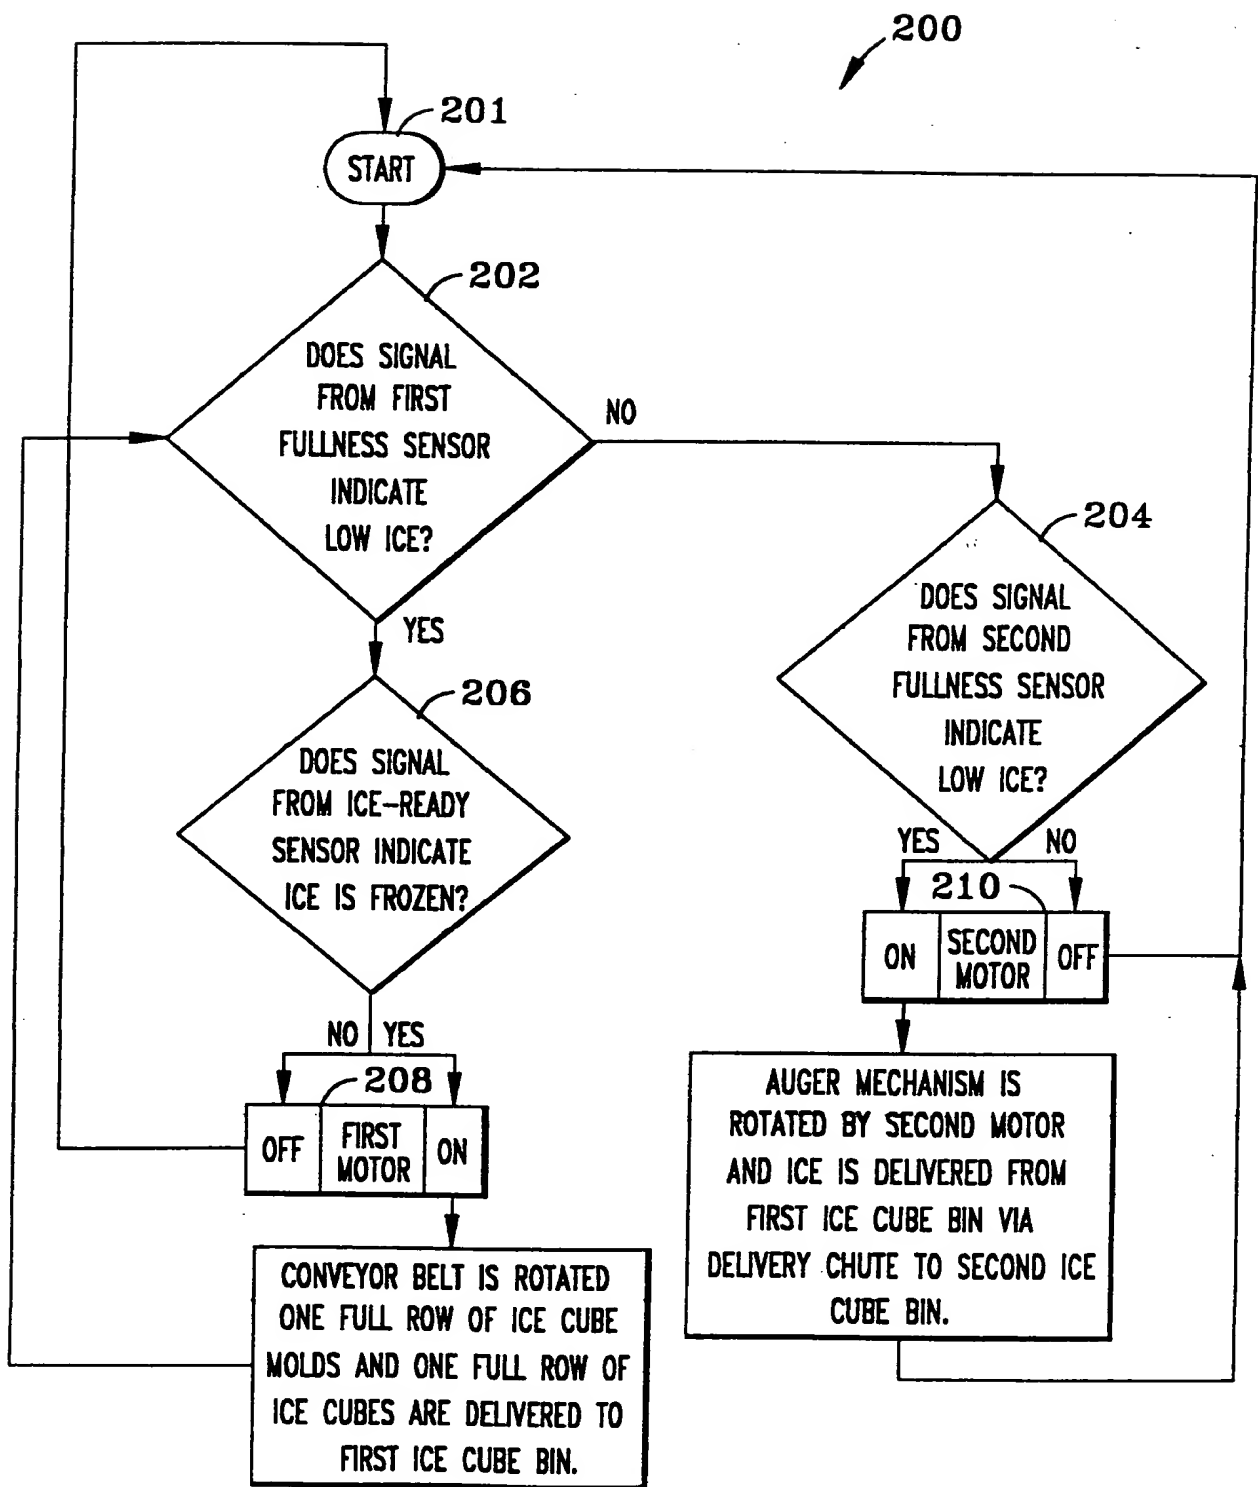 200
201
START
202
DOES SIGNAL
FROM FIRST
FULLNESS SENSOR
INDICATE
LOW ICE?
NO
YES
204
DOES SIGNAL
FROM SECOND
FULLNESS SENSOR
INDICATE
LOW ICE?
YES NO
206
DOES SIGNAL
FROM ICE-READY
SENSOR INDICATE
ICE IS FROZEN?
NO YES
208
OFF
FIRST
MOTOR
ON
CONVEYOR BELT IS ROTATED
ONE FULL ROW OF ICE CUBE
MOLDS AND ONE FULL ROW OF
ICE CUBES ARE DELIVERED TO
FIRST ICE CUBE BIN.
210
ON
SECOND
MOTOR
OFF
AUGER MECHANISM IS
ROTATED BY SECOND MOTOR
AND ICE IS DELIVERED FROM
FIRST ICE CUBE BIN VIA
DELIVERY CHUTE TO SECOND ICE
CUBE BIN.